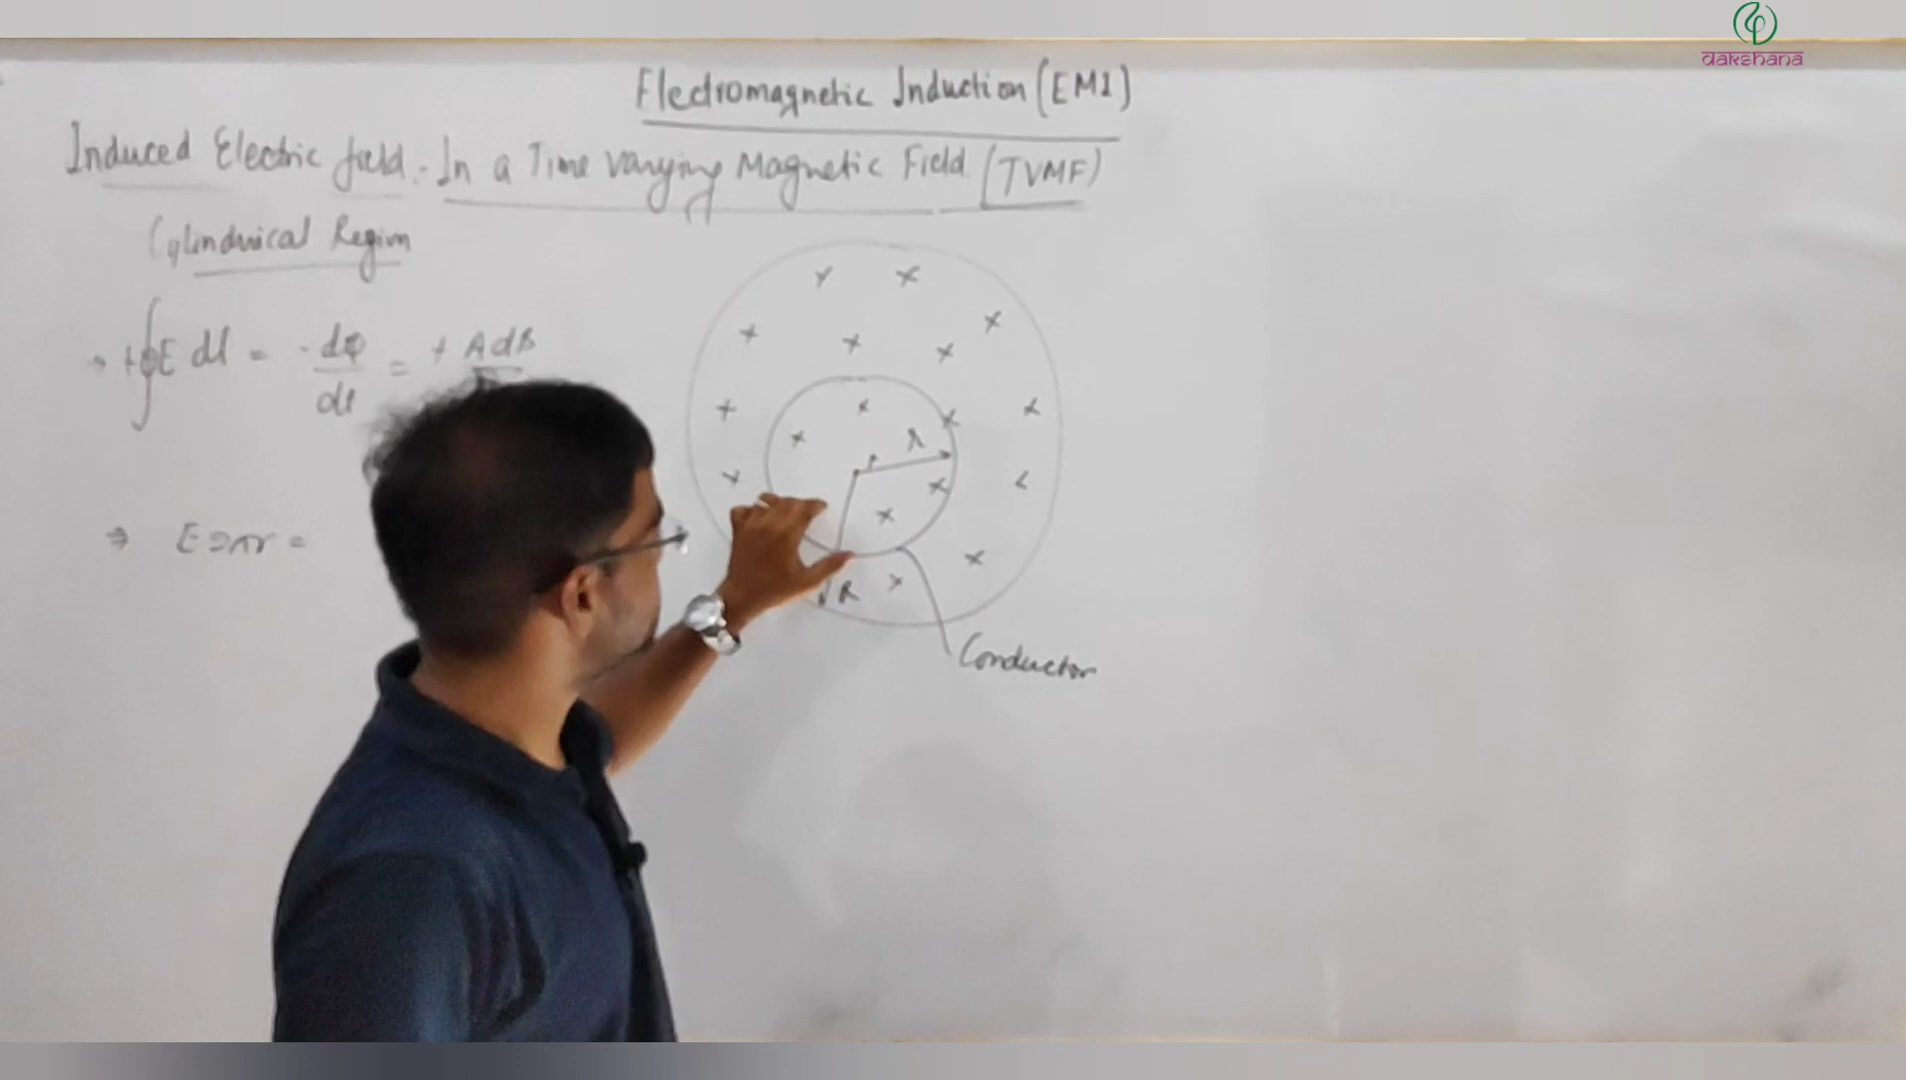 dakshana
Electromagnetic Induction (EMI)
Induced Electric field :- In a Time varying Magnetic Field (TVMF)
Cylindrical Region
→ +∮E dl = - dφ/dt = + A dB
⇒ E 2πr =
r
R
Conductor